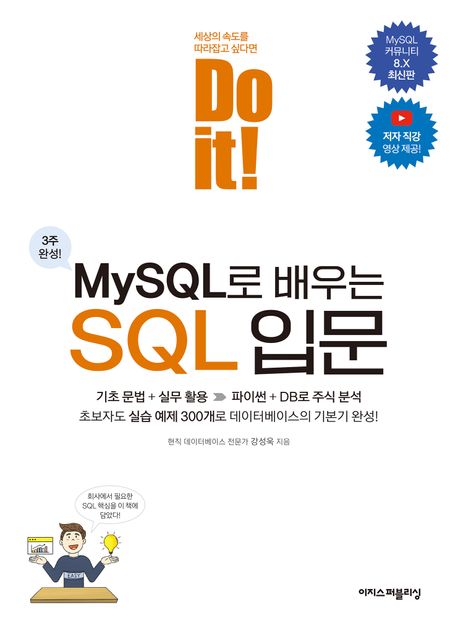 세상의 속도를
따라잡고 싶다면
Do
it!
MySQL
커뮤니티
8.X
최신판
저자 직강
영상 제공!
3주
완성!
MySQL로 배우는
SQL 입문
기초 문법 + 실무 활용 파이썬 + DB로 주식 분석
초보자도 실습 예제 300개로 데이터베이스의 기본기 완성!
현직 데이터베이스 전문가 강성욱 지음
회사에서 필요한
SQL 핵심을 이 책에
담았다!
EASY
이지스퍼블리싱